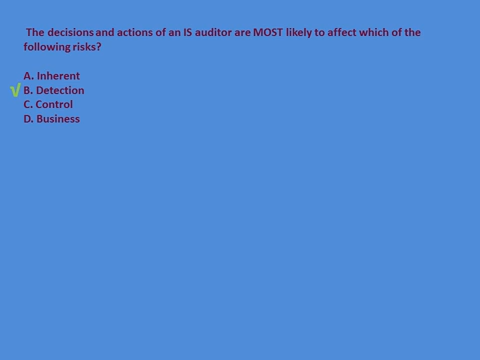 The decisions and actions of an IS auditor are MOST likely to affect which of the
following risks?
A. Inherent
√ B. Detection
C. Control
D. Business